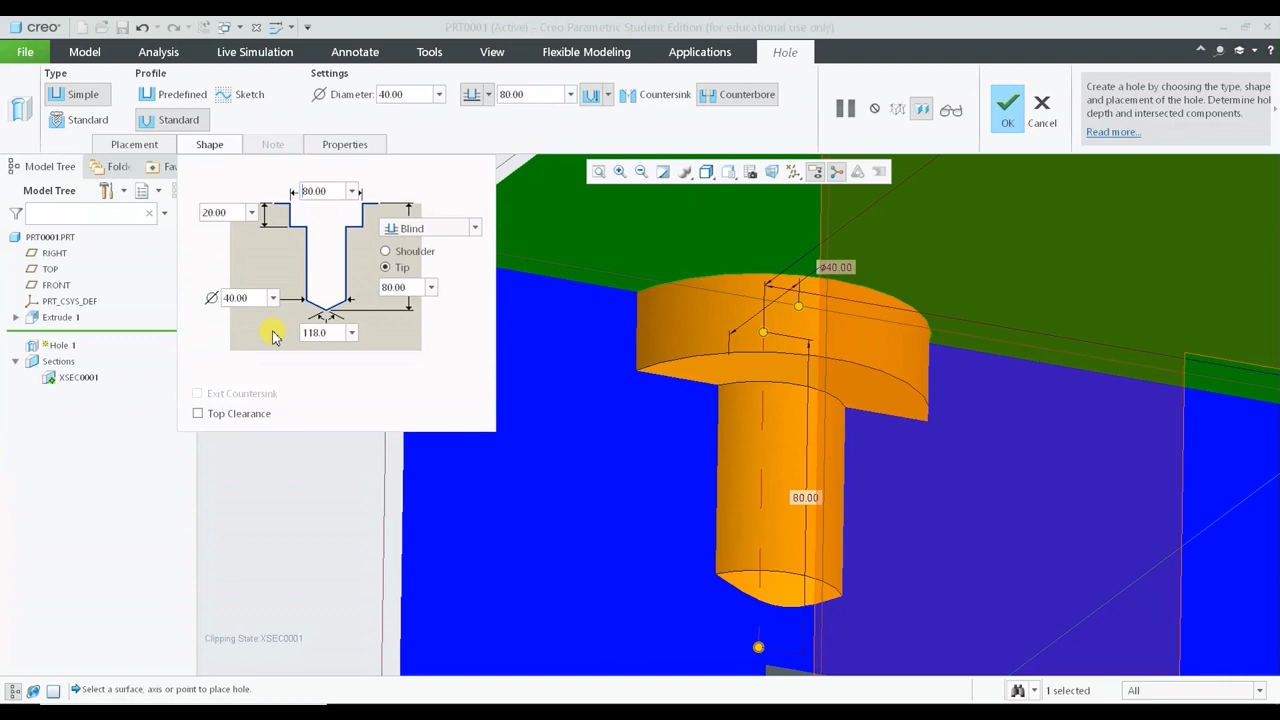 creo
PRT0001 (Active) – Creo Parametric Student Edition (for educational use only)
File Model Analysis Live Simulation Annotate Tools View Flexible Modeling Applications Hole
Type Profile Settings
Simple Predefined Sketch Diameter: 40.00 80.00 Countersink Counterbore
Standard Standard
OK Cancel
Create a hole by choosing the type, shape
and placement of the hole. Determine hol
depth and intersected components.
Read more...
Placement Shape Note Properties
Model Tree Folde Fav
Model Tree
PRT0001.PRT
RIGHT
TOP
FRONT
PRT_CSYS_DEF
Extrude 1
*Hole 1
Sections
XSEC0001
80.00
20.00
Blind
Shoulder
Tip
80.00
40.00
118.0
Exit Countersink
Top Clearance
ø40.00
80.00
Clipping State:XSEC0001
Select a surface, axis or point to place hole.
1 selected All